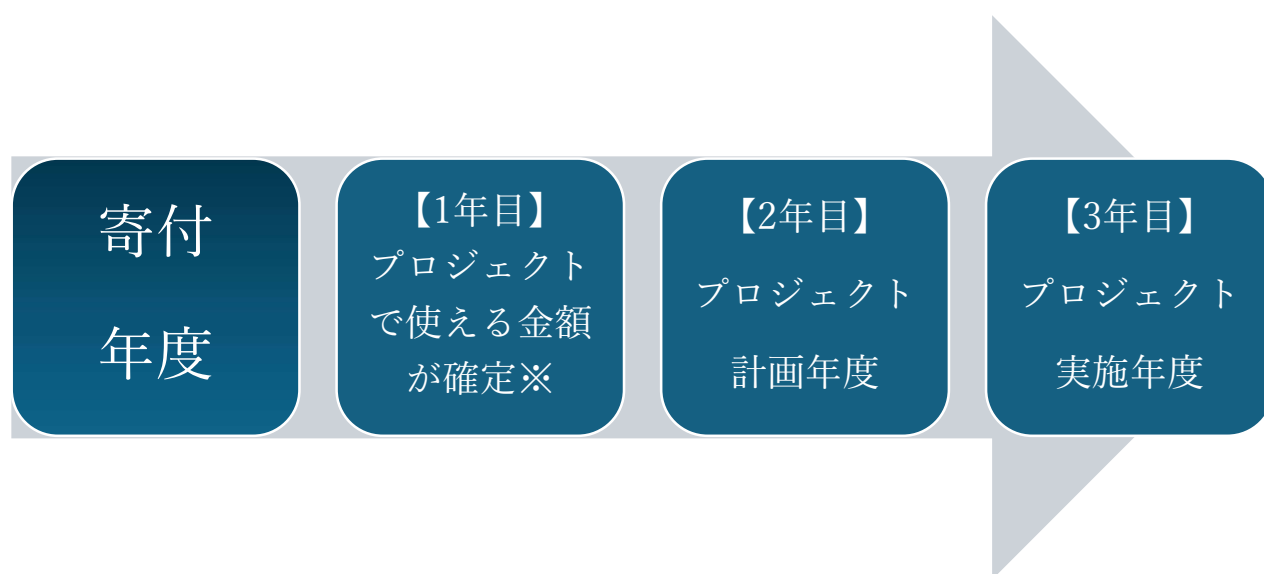 寄付
年度
【1年目】
プロジェクト
で使える金額
が確定※
【2年目】
プロジェクト
計画年度
【3年目】
プロジェクト
実施年度